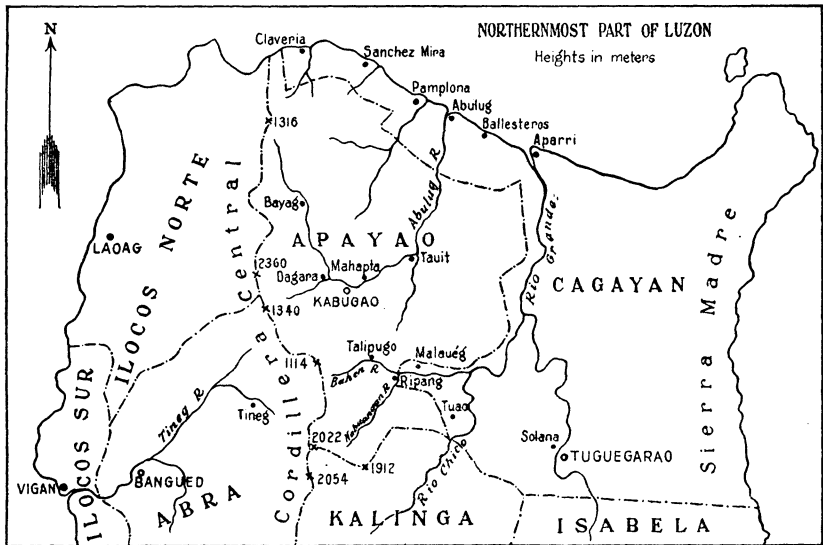 NORTHERNMOST PART OF LUZON
Heights in meters
N
Claveria
Sanchez Mira
Pamplona
Abulug
Ballesteros
Aparri
1316
Abulug R
Bayag
APAYAO
LAOAG
ILOCOS NORTE
Cordillera Central
2360
Dagara
Mahapta
Tauit
KABUGAO
1340
Rio Grande
CAGAYAN
Sierra Madre
Talipugo
Malauég
1114
Bahen R
Ripang
ILOCOS SUR
Tineg R
Tineg
Tuao
Solana
TUGUEGARAO
2022
1912
2054
Rio Chico
VIGAN
BANGUED
ABRA
KALINGA
ISABELA